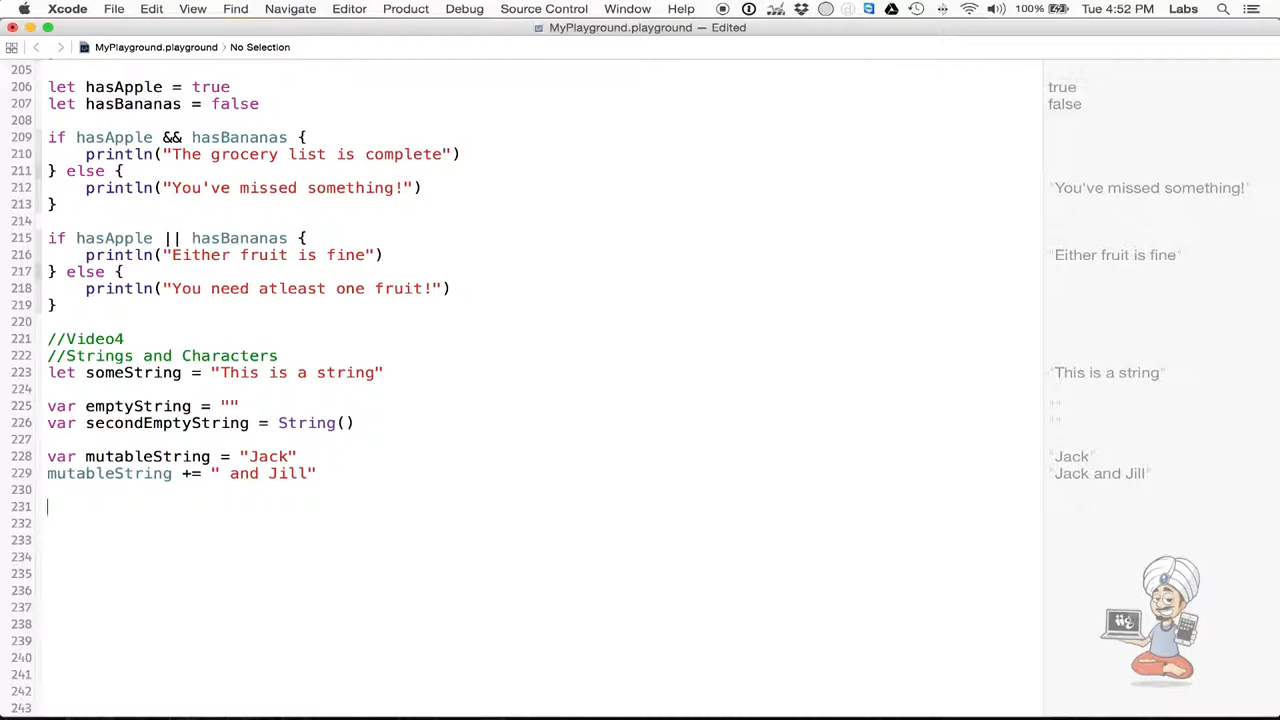 Xcode File Edit View Find Navigate Editor Product Debug Source Control Window Help 100% Tue 4:52 PM Labs
MyPlayground.playground — Edited
MyPlayground.playground No Selection
205
206 let hasApple = true true
207 let hasBananas = false false
208
209 if hasApple && hasBananas {
210 println("The grocery list is complete")
211 } else {
212 println("You've missed something!") "You've missed something!"
213 }
214
215 if hasApple || hasBananas {
216 println("Either fruit is fine") "Either fruit is fine"
217 } else {
218 println("You need atleast one fruit!")
219 }
220
221 //Video4
222 //Strings and Characters
223 let someString = "This is a string" "This is a string"
224
225 var emptyString = "" ""
226 var secondEmptyString = String() ""
227
228 var mutableString = "Jack" "Jack"
229 mutableString += " and Jill" "Jack and Jill"
230
231
232
233
234
235
236
237
238
239
240
241
242
243